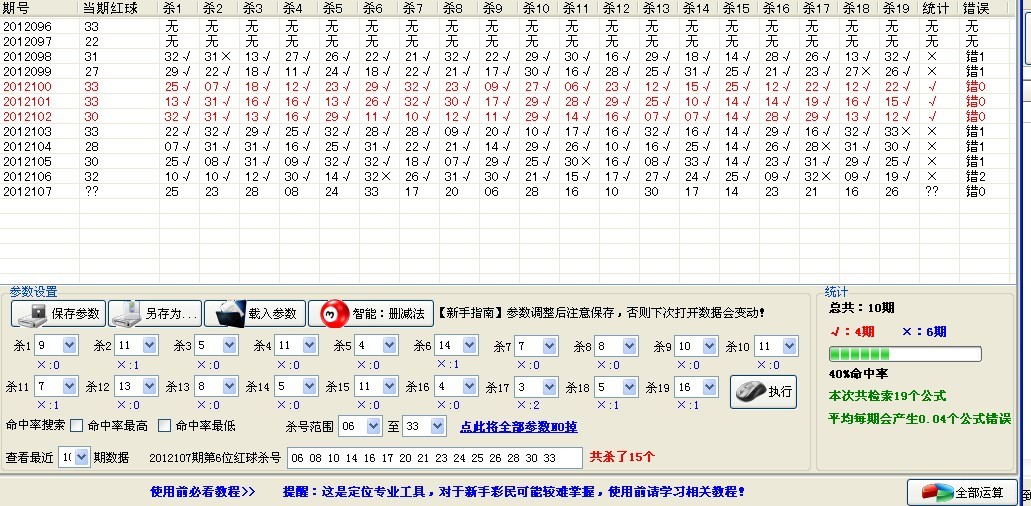 期号 当期红球 杀1 杀2 杀3 杀4 杀5 杀6 杀7 杀8 杀9 杀10 杀11 杀12 杀13 杀14 杀15 杀16 杀17 杀18 杀19 统计 错误
2012096 33 无 无 无 无 无 无 无 无 无 无 无 无 无 无 无 无 无 无 无 无 无
2012097 22 无 无 无 无 无 无 无 无 无 无 无 无 无 无 无 无 无 无 无 无 无
2012098 31 32√ 31× 13√ 27√ 26√ 22√ 21√ 32√ 22√ 29√ 30√ 16√ 29√ 18√ 14√ 28√ 26√ 13√ 32√ × 错1
2012099 27 29√ 22√ 18√ 11√ 24√ 18√ 22√ 21√ 17√ 30√ 16√ 28√ 25√ 31√ 25√ 21√ 23√ 27× 26√ × 错1
2012100 33 25√ 07√ 18√ 12√ 23√ 29√ 32√ 23√ 09√ 27√ 06√ 23√ 12√ 15√ 25√ 12√ 22√ 12√ 22√ √ 错0
2012101 33 13√ 31√ 16√ 16√ 13√ 26√ 32√ 30√ 17√ 29√ 28√ 29√ 25√ 10√ 14√ 14√ 19√ 16√ 15√ √ 错0
2012102 30 32√ 31√ 13√ 16√ 29√ 11√ 10√ 12√ 11√ 29√ 14√ 16√ 07√ 07√ 14√ 28√ 29√ 13√ 12√ √ 错0
2012103 33 22√ 32√ 29√ 25√ 32√ 28√ 28√ 09√ 20√ 10√ 17√ 16√ 32√ 16√ 14√ 29√ 16√ 32√ 33× × 错1
2012104 28 07√ 31√ 31√ 16√ 25√ 14√ 22√ 21√ 14√ 29√ 26√ 10√ 16√ 25√ 14√ 26√ 28× 31√ 30√ × 错1
2012105 30 25√ 08√ 31√ 09√ 32√ 32√ 18√ 07√ 29√ 25√ 30× 16√ 08√ 33√ 14√ 23√ 31√ 29√ 25√ × 错1
2012106 32 10√ 10√ 12√ 30√ 14√ 32× 26√ 31√ 30√ 21√ 15√ 17√ 27√ 24√ 25√ 09√ 32× 09√ 19√ × 错2
2012107 ?? 25 23 28 08 24 33 17 20 06 28 16 10 30 17 14 23 21 16 26 ?? 错0
参数设置
保存参数 另存为... 载入参数 3 智能：删减法 【新手指南】参数调整后注意保存，否则下次打开数据会变动！
杀1 9 杀2 11 杀3 5 杀4 11 杀5 4 杀6 14 杀7 7 杀8 8 杀9 10 杀10 11
×:0 ×:1 ×:0 ×:0 ×:0 ×:1 ×:0 ×:0 ×:0 ×:0
杀11 7 杀12 13 杀13 8 杀14 5 杀15 11 杀16 4 杀17 3 杀18 5 杀19 16 执行
×:1 ×:0 ×:0 ×:0 ×:0 ×:0 ×:2 ×:1 ×:1
命中率搜索 命中率最高 命中率最低 杀号范围 06 至 33 点此将全部参数NO掉
查看最近 10 期数据 2012107期第6位红球杀号 06 08 10 14 16 17 20 21 23 24 25 26 28 30 33 共杀了15个
统计
总共：10期
√：4期 ×：6期
40%命中率
本次共检索19个公式
平均每期会产生0.04个公式错误
使用前必看教程>> 提醒：这是定位专业工具，对于新手彩民可能较难掌握，使用前请学习相关教程！ 全部运算